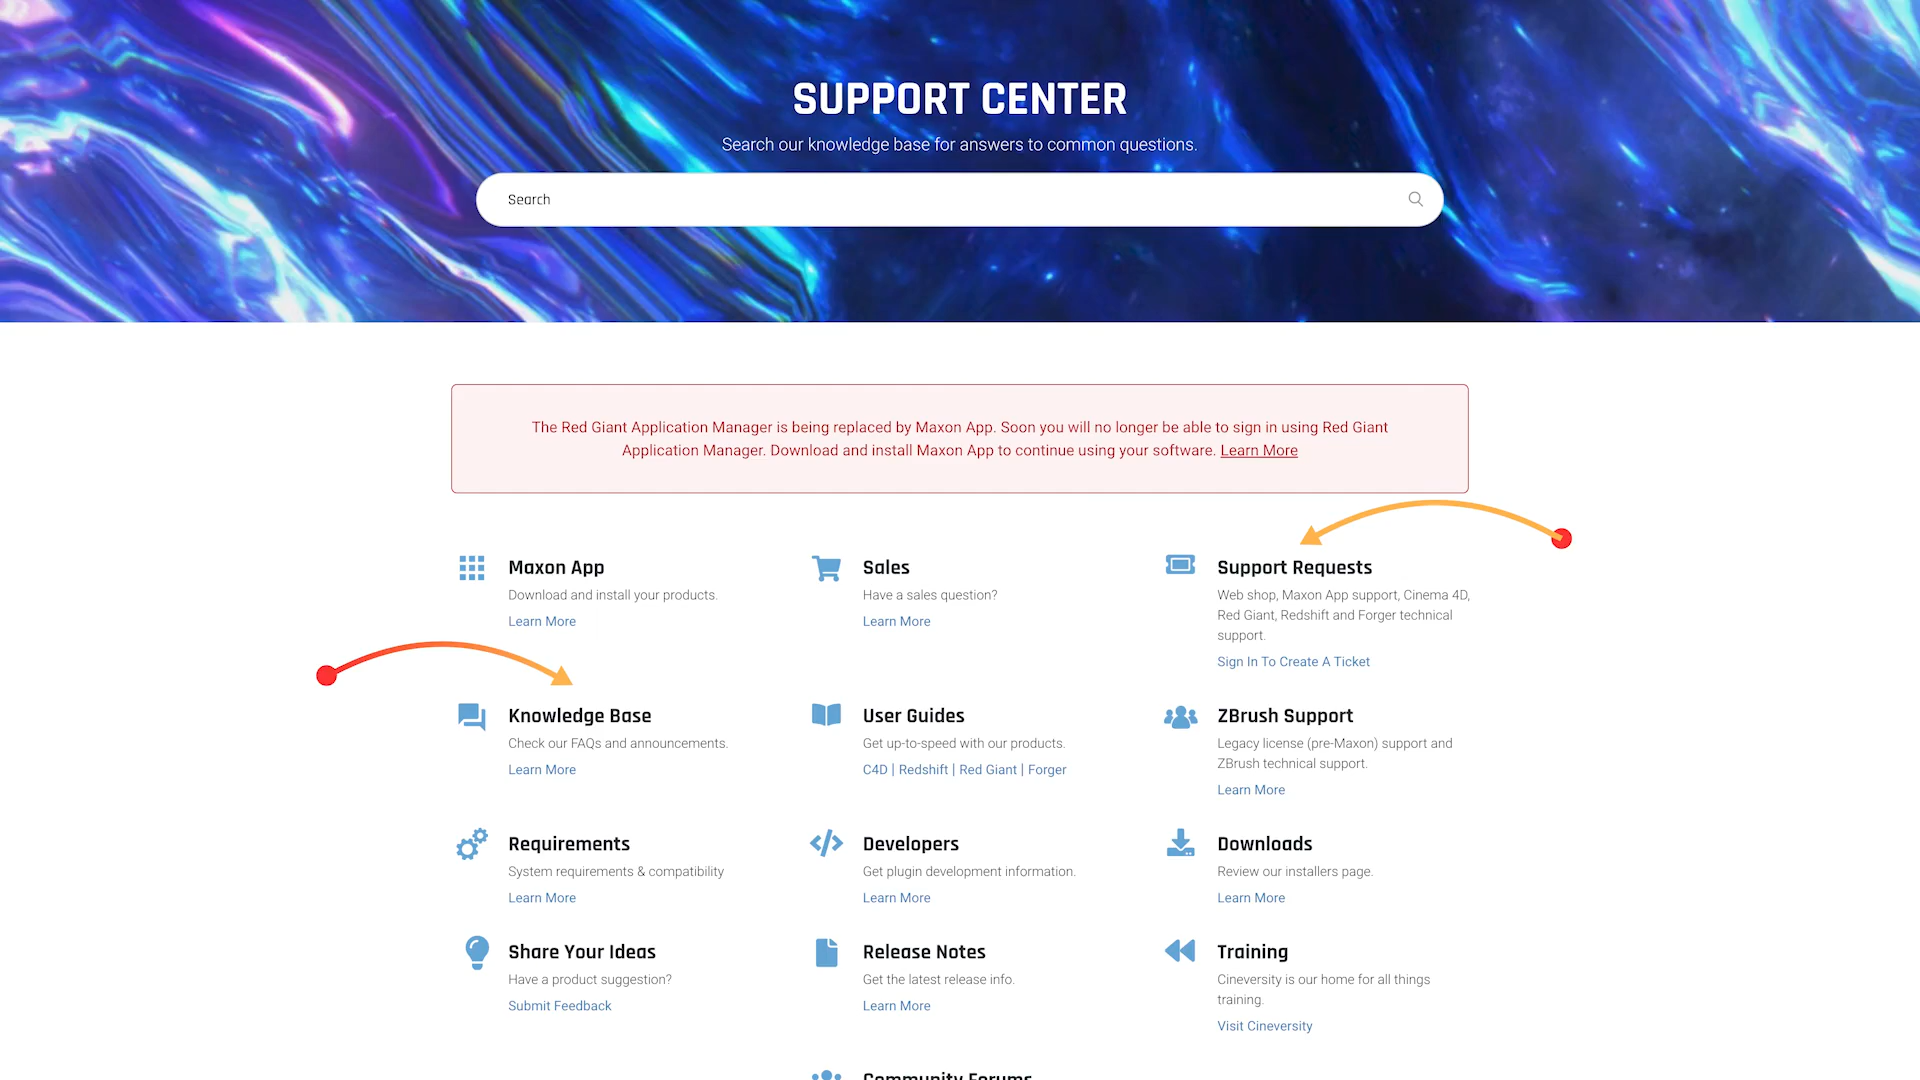 SUPPORT CENTER
Search our knowledge base for answers to common questions.
Search
The Red Giant Application Manager is being replaced by Maxon App. Soon you will no longer be able to sign in using Red Giant
Application Manager. Download and install Maxon App to continue using your software. Learn More
Maxon App
Download and install your products.
Learn More
Sales
Have a sales question?
Learn More
Support Requests
Web shop, Maxon App support, Cinema 4D,
Red Giant, Redshift and Forger technical
support.
Sign In To Create A Ticket
Knowledge Base
Check our FAQs and announcements.
Learn More
User Guides
Get up-to-speed with our products.
C4D | Redshift | Red Giant | Forger
ZBrush Support
Legacy license (pre-Maxon) support and
ZBrush technical support.
Learn More
Requirements
System requirements & compatibility
Learn More
Developers
Get plugin development information.
Learn More
Downloads
Review our installers page.
Learn More
Share Your Ideas
Have a product suggestion?
Submit Feedback
Release Notes
Get the latest release info.
Learn More
Training
Cineversity is our home for all things
training.
Visit Cineversity
Community Forums